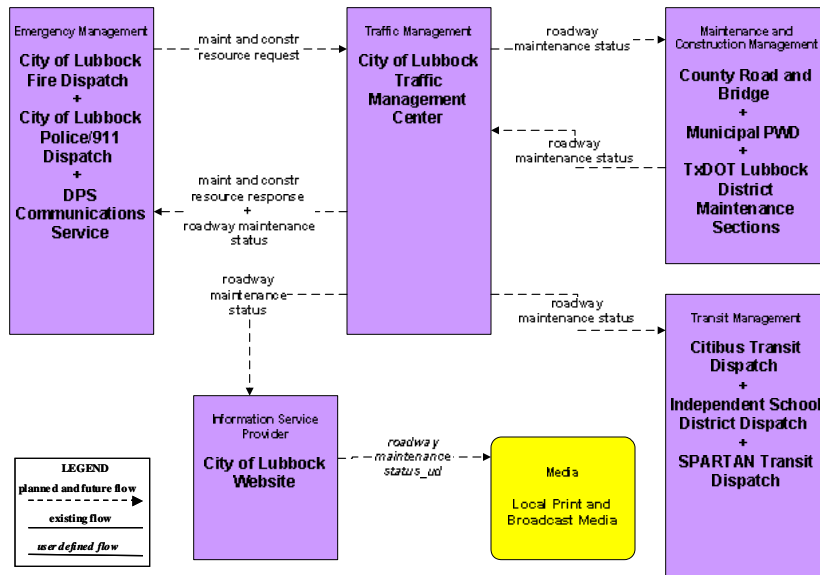 Emergency Management
City of Lubbock
Fire Dispatch
+
City of Lubbock
Police/911
Dispatch
+
DPS
Communications
Service
maint and constr
resource request
maint and constr
resource response
+
roadway maintenance
status
Traffic Management
City of Lubbock
Traffic
Management
Center
roadway
maintenance status
roadway
maintenance status
Maintenance and
Construction Management
County Road and
Bridge
+
Municipal PWD
+
TxDOT Lubbock
District
Maintenance
Sections
roadway
maintenance
status
roadway
maintenance status
Transit Management
Citibus Transit
Dispatch
+
Independent School
District Dispatch
+
SPARTAN Transit
Dispatch
Information Service
Provider
City of Lubbock
Website
roadway
maintenance
status_ud
Media
Local Print and
Broadcast Media
LEGEND
planned and future flow
existing flow
user defined flow